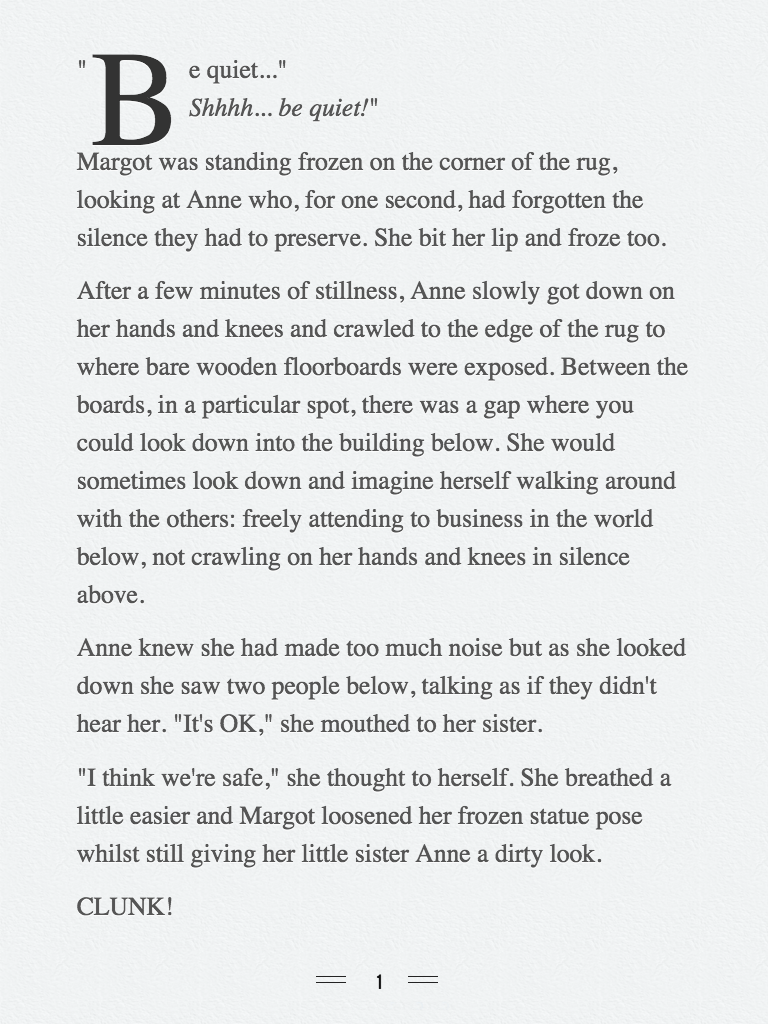 "Be quiet..."
Shhhh... be quiet!"
Margot was standing frozen on the corner of the rug,
looking at Anne who, for one second, had forgotten the
silence they had to preserve. She bit her lip and froze too.
After a few minutes of stillness, Anne slowly got down on
her hands and knees and crawled to the edge of the rug to
where bare wooden floorboards were exposed. Between the
boards, in a particular spot, there was a gap where you
could look down into the building below. She would
sometimes look down and imagine herself walking around
with the others: freely attending to business in the world
below, not crawling on her hands and knees in silence
above.
Anne knew she had made too much noise but as she looked
down she saw two people below, talking as if they didn't
hear her. "It's OK," she mouthed to her sister.
"I think we're safe," she thought to herself. She breathed a
little easier and Margot loosened her frozen statue pose
whilst still giving her little sister Anne a dirty look.
CLUNK!
1